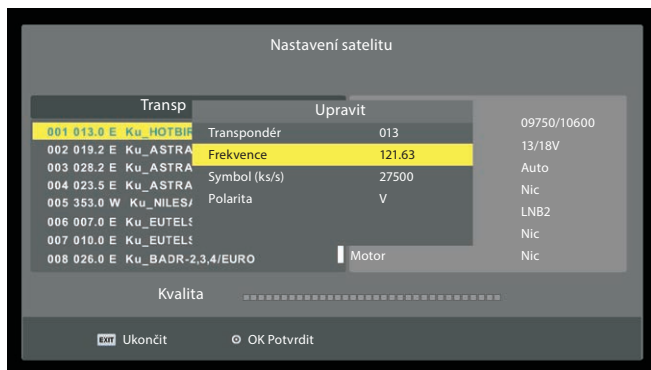 Nastavení satelitu
Transp
Upravit
001 013.0 E Ku_HOTBIR
002 019.2 E Ku_ASTRA
003 028.2 E Ku_ASTRA
004 023.5 E Ku_ASTRA
005 353.0 W Ku_NILES
006 007.0 E Ku_EUTELS
007 010.0 E Ku_EUTELS
008 026.0 E Ku_BADR-2,3,4/EURO
Transpondér 013
Frekvence 121.63
Symbol (ks/s) 27500
Polarita V
09750/10600
13/18V
Auto
Nic
LNB2
Nic
Motor Nic
Kvalita
EXIT Ukončit OK Potvrdit